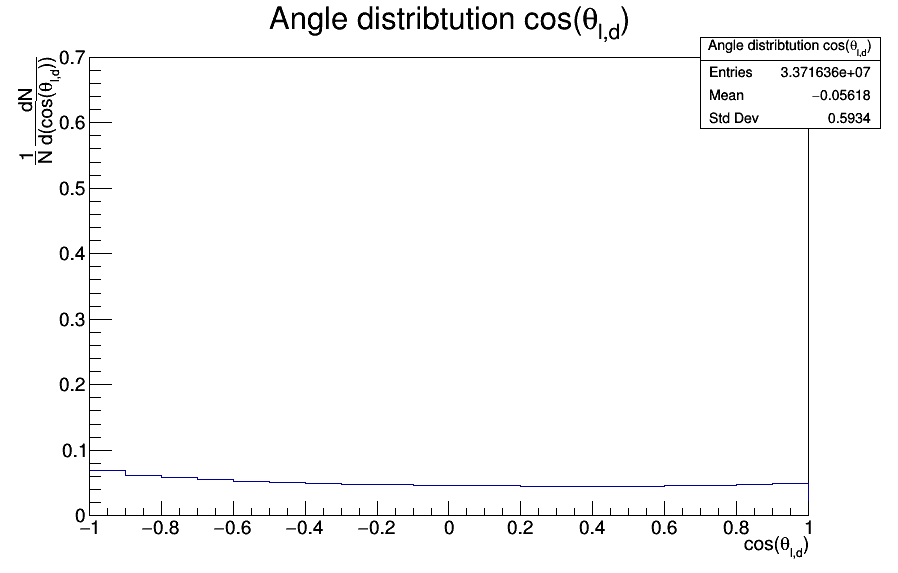 Angle distribtution cos(θl,d)
Angle distribtution cos(θl,d)
Entries 3.371636e+07
Mean −0.05618
Std Dev 0.5934
1 dN
N d(cos(θl,d))
0.7
0.6
0.5
0.4
0.3
0.2
0.1
0
−1 −0.8 −0.6 −0.4 −0.2 0 0.2 0.4 0.6 0.8 1
cos(θl,d)